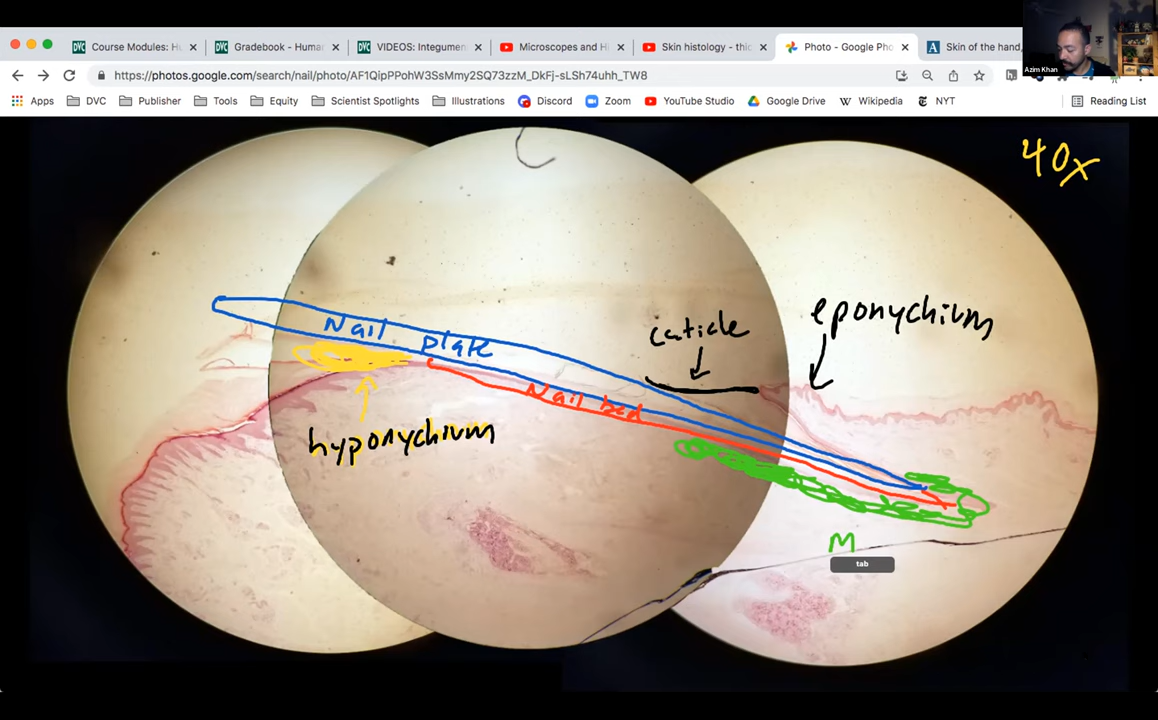 Course Modules: Hu
Gradebook - Human
VIDEOS: Integumen
Microscopes and Hi
Skin histology - thic
Photo - Google Pho
Skin of the hand,
Azim Khan
https://photos.google.com/search/nail/photo/AF1QipPPohW3SsMmy2SQ73zzM_DkFj-sLSh74uhh_TW8
Apps
DVC
Publisher
Tools
Equity
Scientist Spotlights
Illustrations
Discord
Zoom
YouTube Studio
Google Drive
Wikipedia
NYT
Reading List
40x
Nail plate
cuticle
eponychium
Nail bed
hyponychium
M
tab